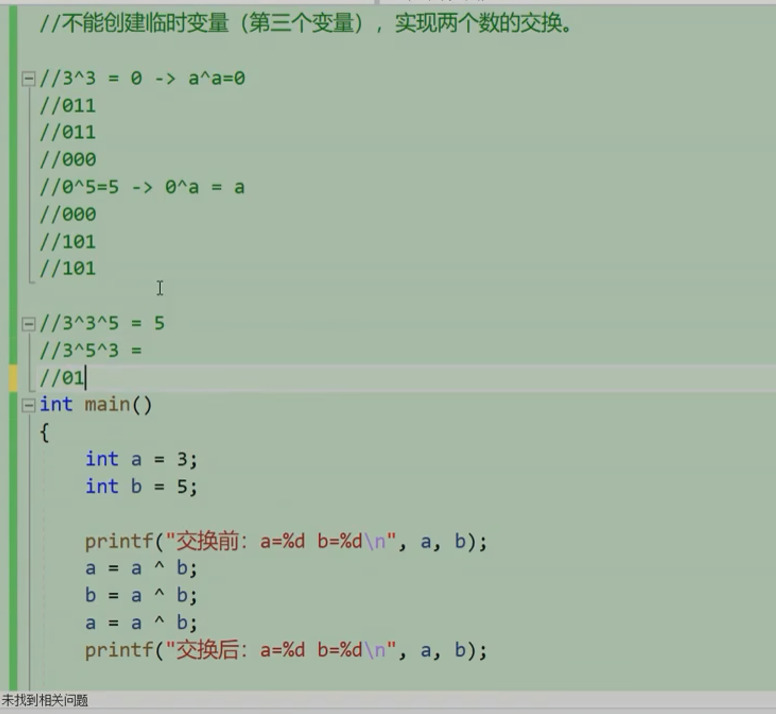 //不能创建临时变量（第三个变量），实现两个数的交换。
//3^3 = 0 -> a^a=0
//011
//011
//000
//0^5=5 -> 0^a = a
//000
//101
//101
//3^3^5 = 5
//3^5^3 =
//01
int main()
{
int a = 3;
int b = 5;
printf("交换前：a=%d b=%d\n", a, b);
a = a ^ b;
b = a ^ b;
a = a ^ b;
printf("交换后：a=%d b=%d\n", a, b);
未找到相关问题